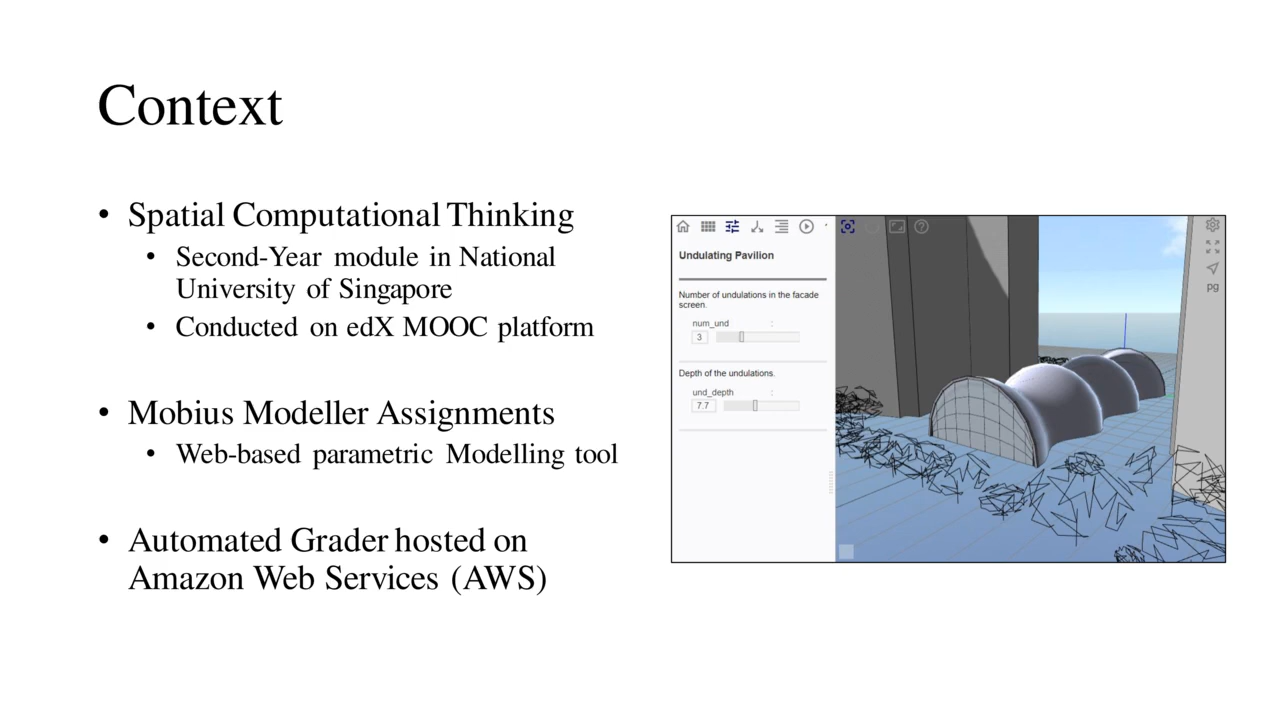 Context
• Spatial Computational Thinking
• Second-Year module in National
University of Singapore
• Conducted on edX MOOC platform
• Mobius Modeller Assignments
• Web-based parametric Modelling tool
• Automated Grader hosted on
Amazon Web Services (AWS)
Undulating Pavilion
Number of undulations in the facade
screen.
num_und :
3
Depth of the undulations.
und_depth :
7.7
pg